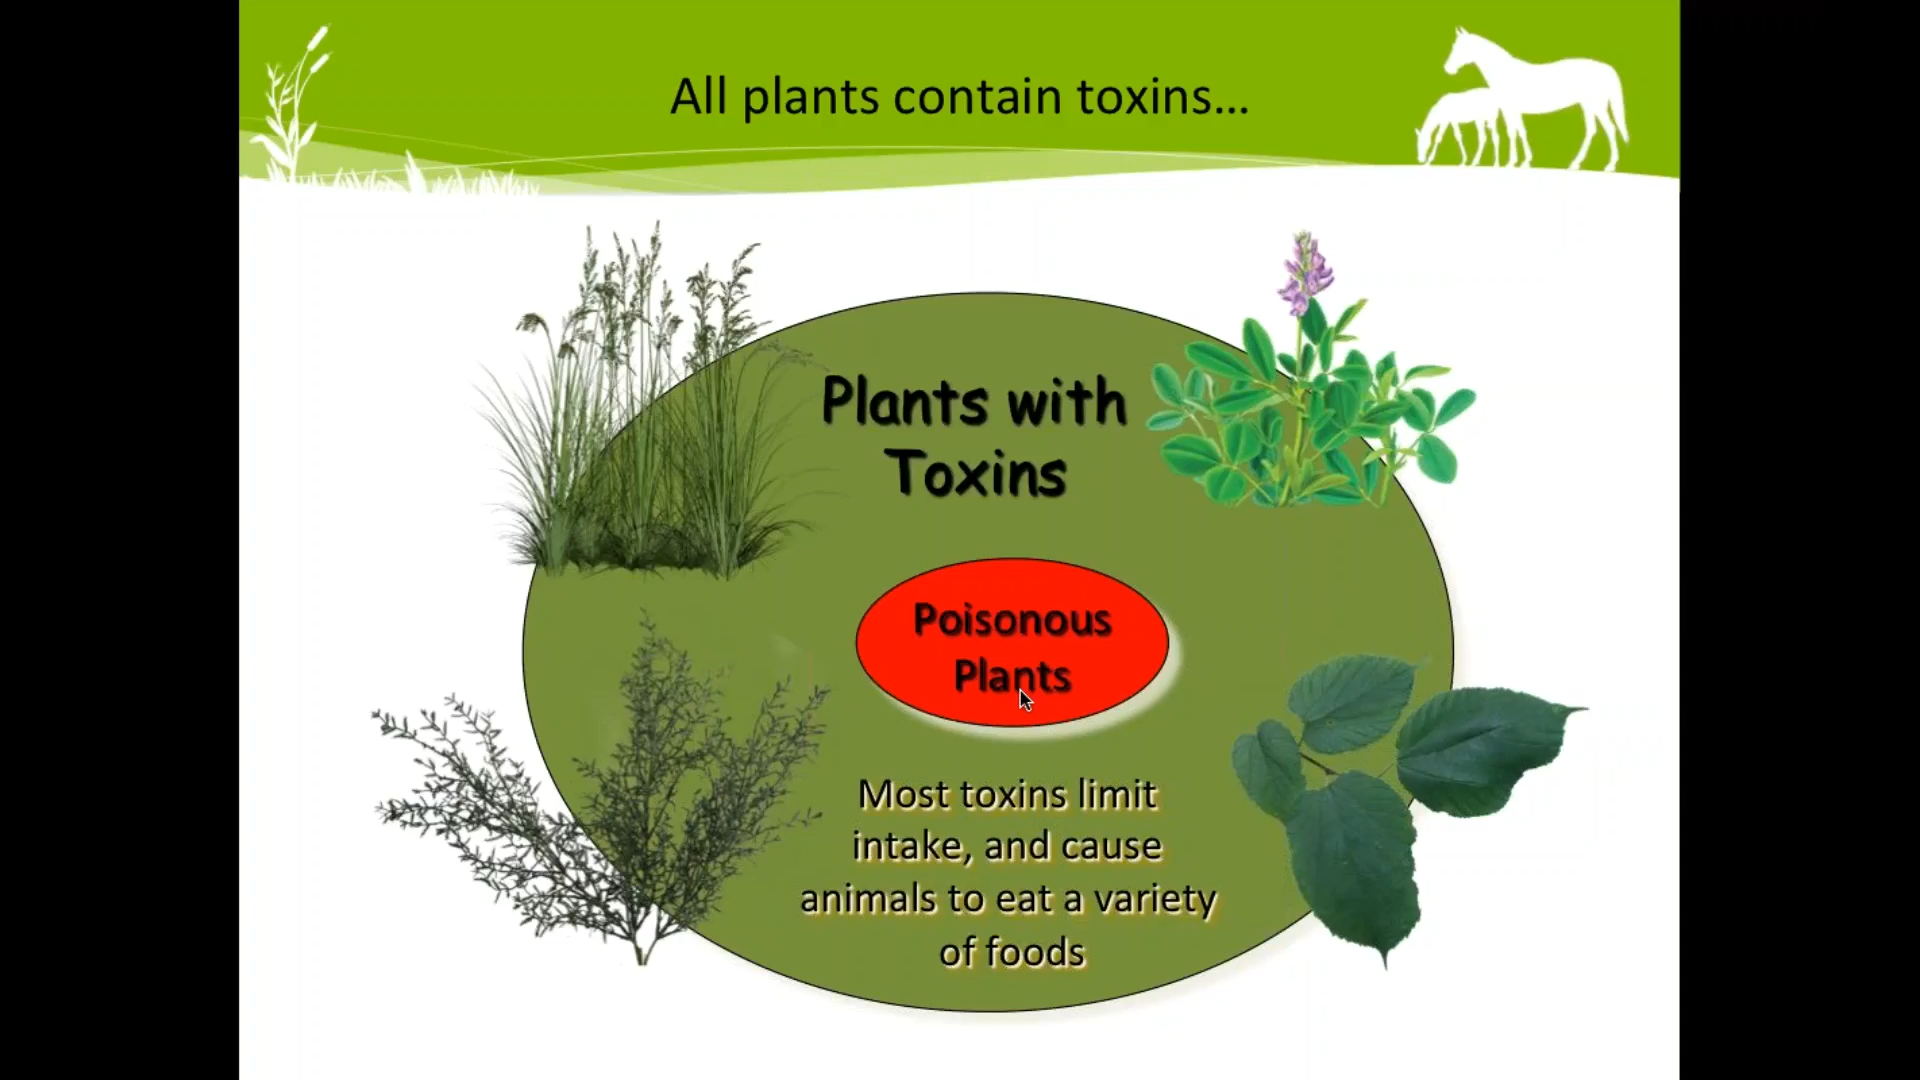 All plants contain toxins...
Plants with
Toxins
Poisonous
Plants
Most toxins limit
intake, and cause
animals to eat a variety
of foods